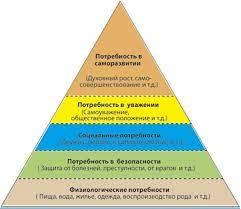 Потребность в
саморазвитии
(Духовный рост, само-
совершенствование и т.д.)
Потребность в уважении
(Самоуважение,
общественное положение и т.д.)
Социальные потребности
и т.д.)
Потребность в безопасности
( Защита от болезней, преступности, от врагов и т.д.)
Физиологические потребности
( Пища, вода, жилье, одежда, воспроизводство рода и т.д.)